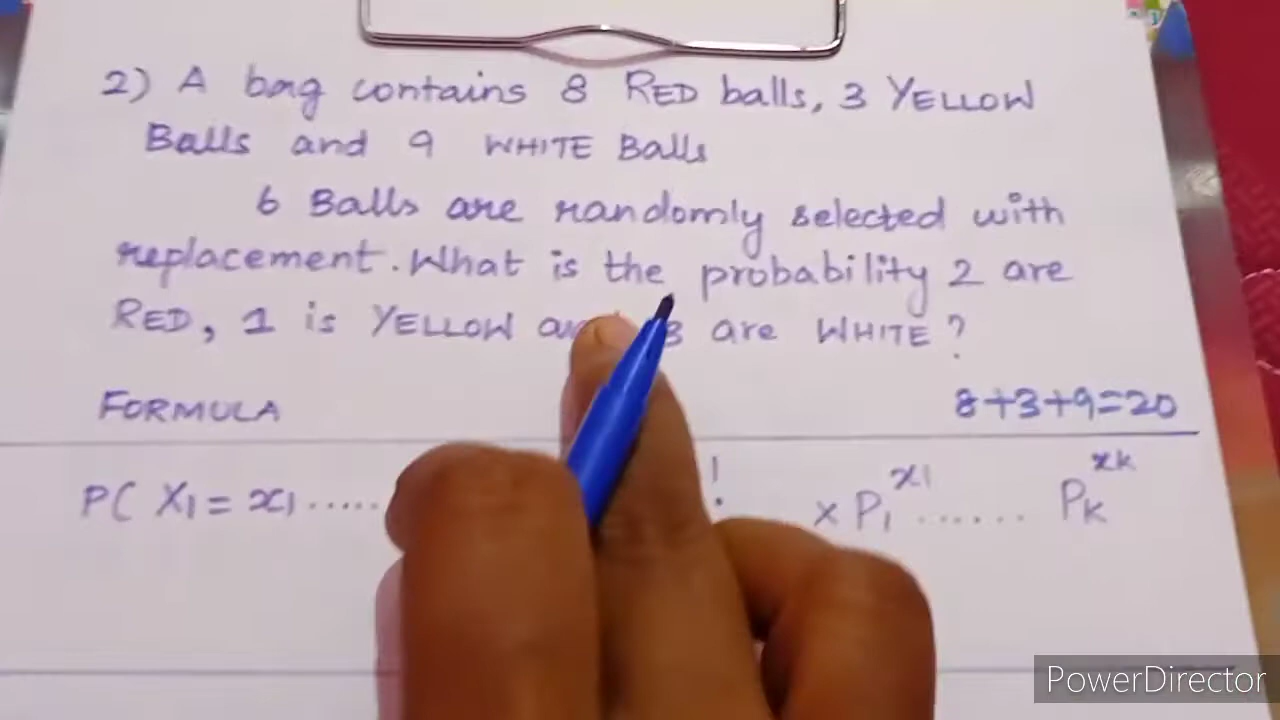 2) A bag contains 8 RED balls, 3 YELLOW
Balls and 9 WHITE Balls
6 Balls are randomly selected with
replacement. What is the probability 2 are
RED, 1 is YELLOW 3 are WHITE?
FORMULA 8+3+9=20
P( X₁ = x₁ ...... ! × P₁^x₁ ....... Pₖ^xₖ
PowerDirector